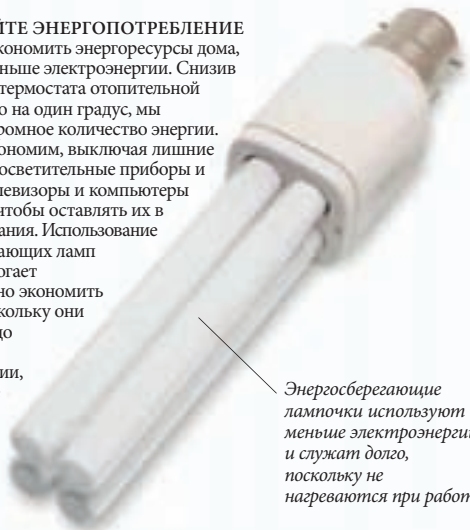 ЙТЕ ЭНЕРГОПОТРЕБЛЕНИЕ
кономить энергоресурсы дома,
ньше электроэнергии. Снизив
термостата отопительной
о на один градус, мы
ромное количество энергии.
ономим, выключая лишние
осветительные приборы и
левизоры и компьютеры
чтобы оставлять их в
ания. Использование
ающих ламп
огает
но экономить
кольку они
до
ии,
Энергосберегающие
лампочки используют
меньше электроэнергии
и служат долго,
поскольку не
нагреваются при работ